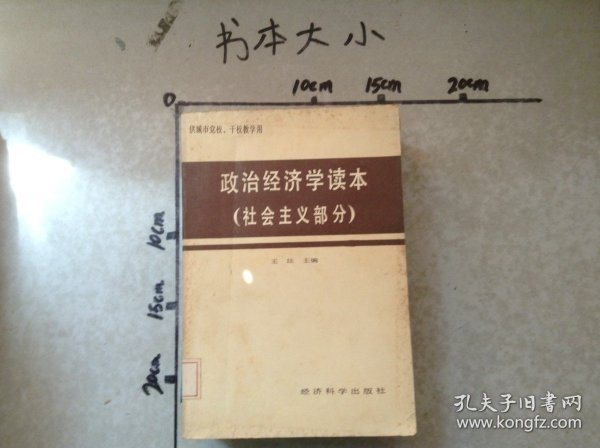 书本大小
0 10cm 15cm 20cm
10cm
15cm
20cm
供城市党校、干校教学用
政治经济学读本
(社会主义部分)
王珏 主编
经济科学出版社
孔夫子旧书网
www.kongfz.com